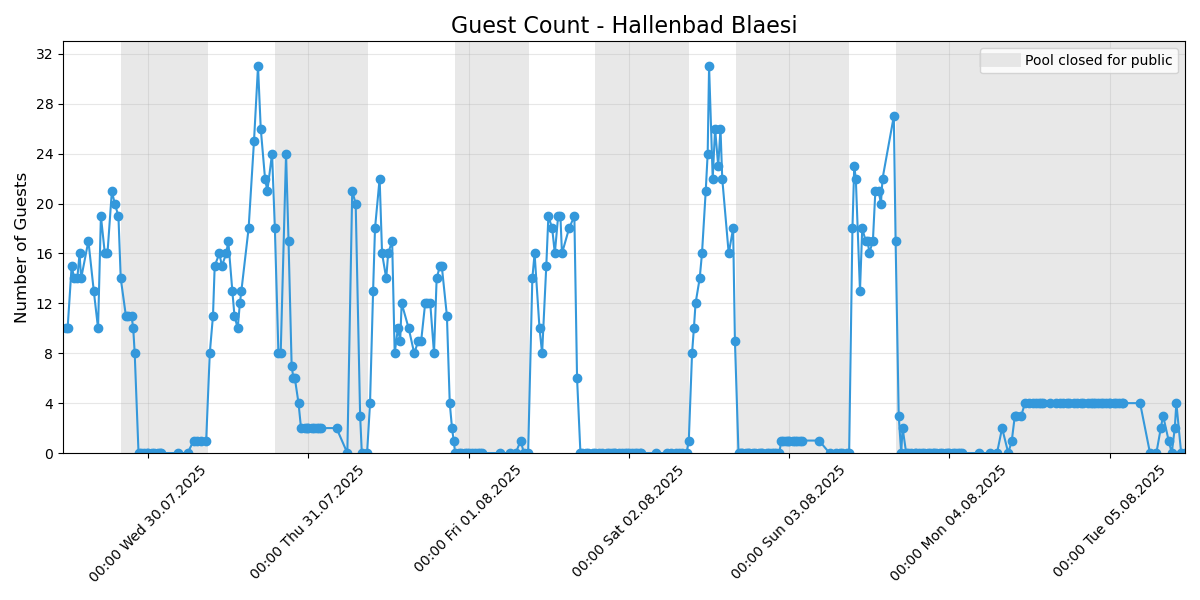 Guest Count - Hallenbad Blaesi
Pool closed for public
Number of Guests
32
28
24
20
16
12
8
4
0
00:00 Wed 30.07.2025
00:00 Thu 31.07.2025
00:00 Fri 01.08.2025
00:00 Sat 02.08.2025
00:00 Sun 03.08.2025
00:00 Mon 04.08.2025
00:00 Tue 05.08.2025